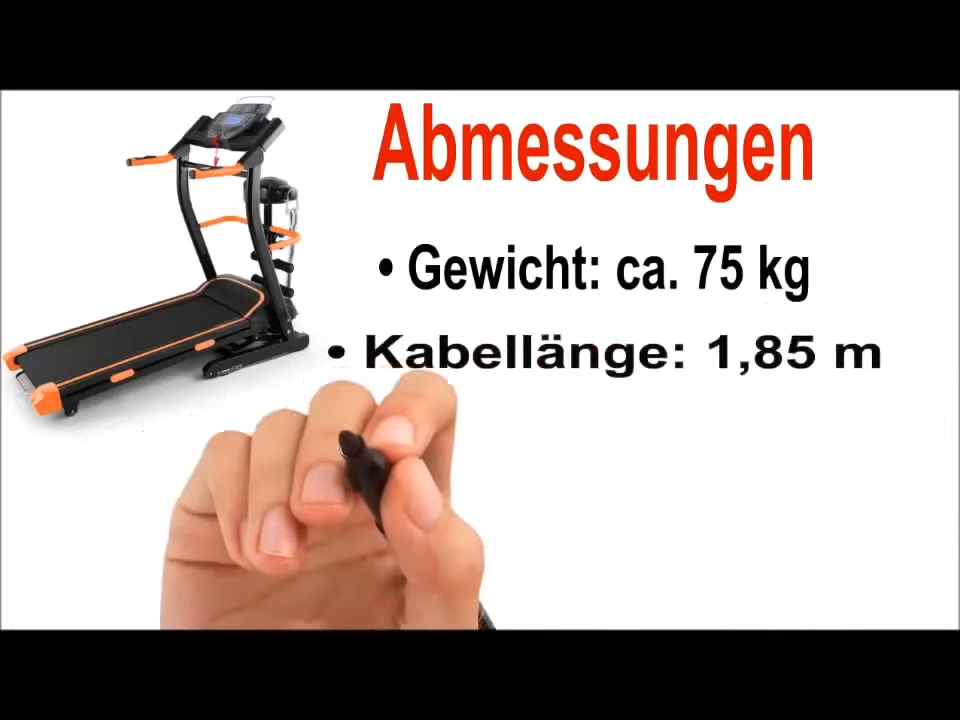 Abmessungen
• Gewicht: ca. 75 kg
• Kabellänge: 1,85 m